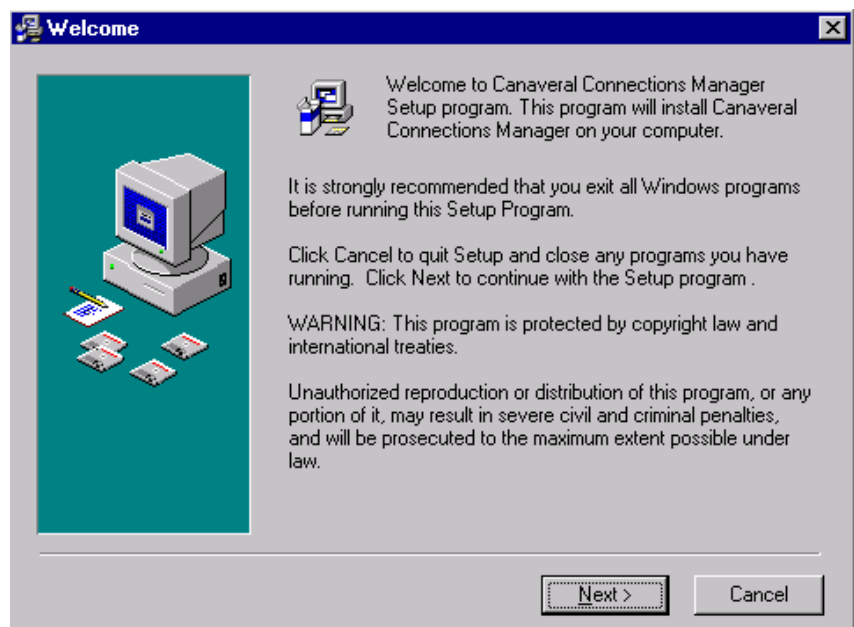 Welcome
Welcome to Canaveral Connections Manager
Setup program. This program will install Canaveral
Connections Manager on your computer.
It is strongly recommended that you exit all Windows programs
before running this Setup Program.
Click Cancel to quit Setup and close any programs you have
running.  Click Next to continue with the Setup program .
WARNING: This program is protected by copyright law and
international treaties.
Unauthorized reproduction or distribution of this program, or any
portion of it, may result in severe civil and criminal penalties,
and will be prosecuted to the maximum extent possible under
law.
Next >
Cancel